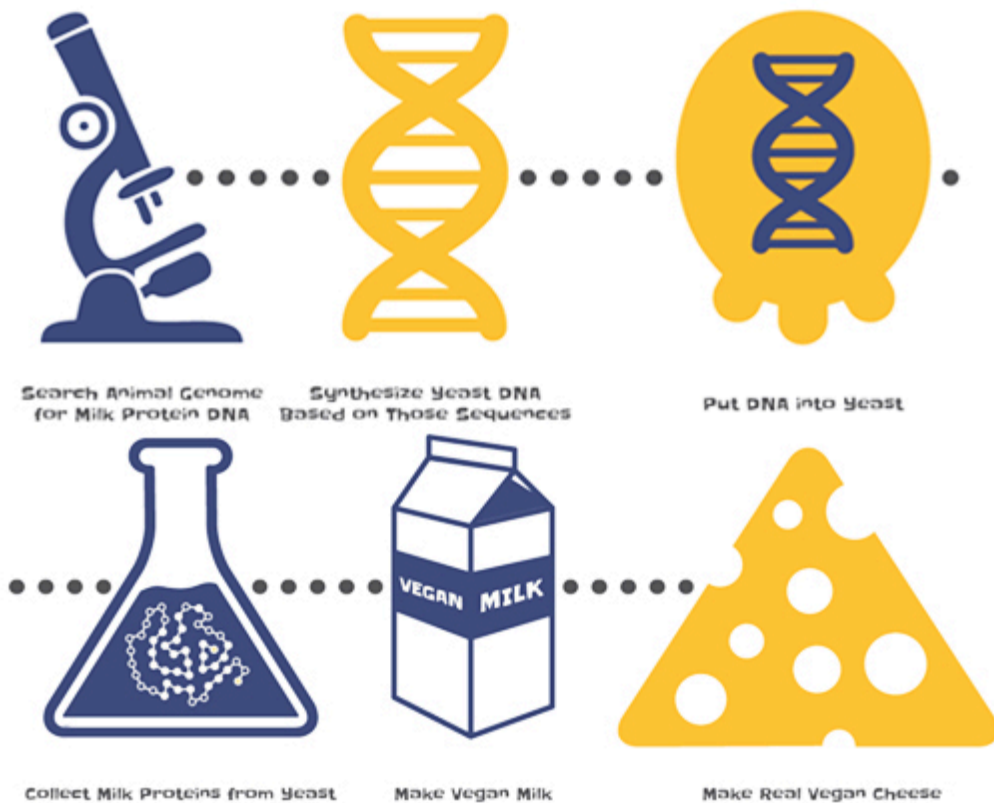 Search Animal Genome
for Milk Protein DNA
Synthesize Yeast DNA
Based on Those Sequences
Put DNA into Yeast
VEGAN MILK
Collect Milk Proteins from Yeast
Make Vegan Milk
Make Real Vegan Cheese